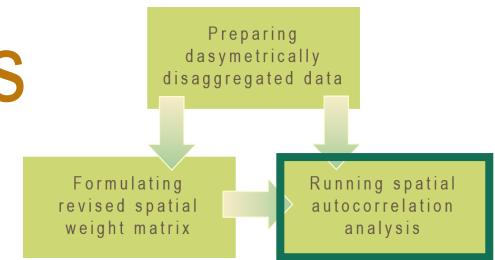 s
Preparing
dasymetrically
disaggregated data
Formulating
revised spatial
weight matrix
Running spatial
autocorrelation
analysis